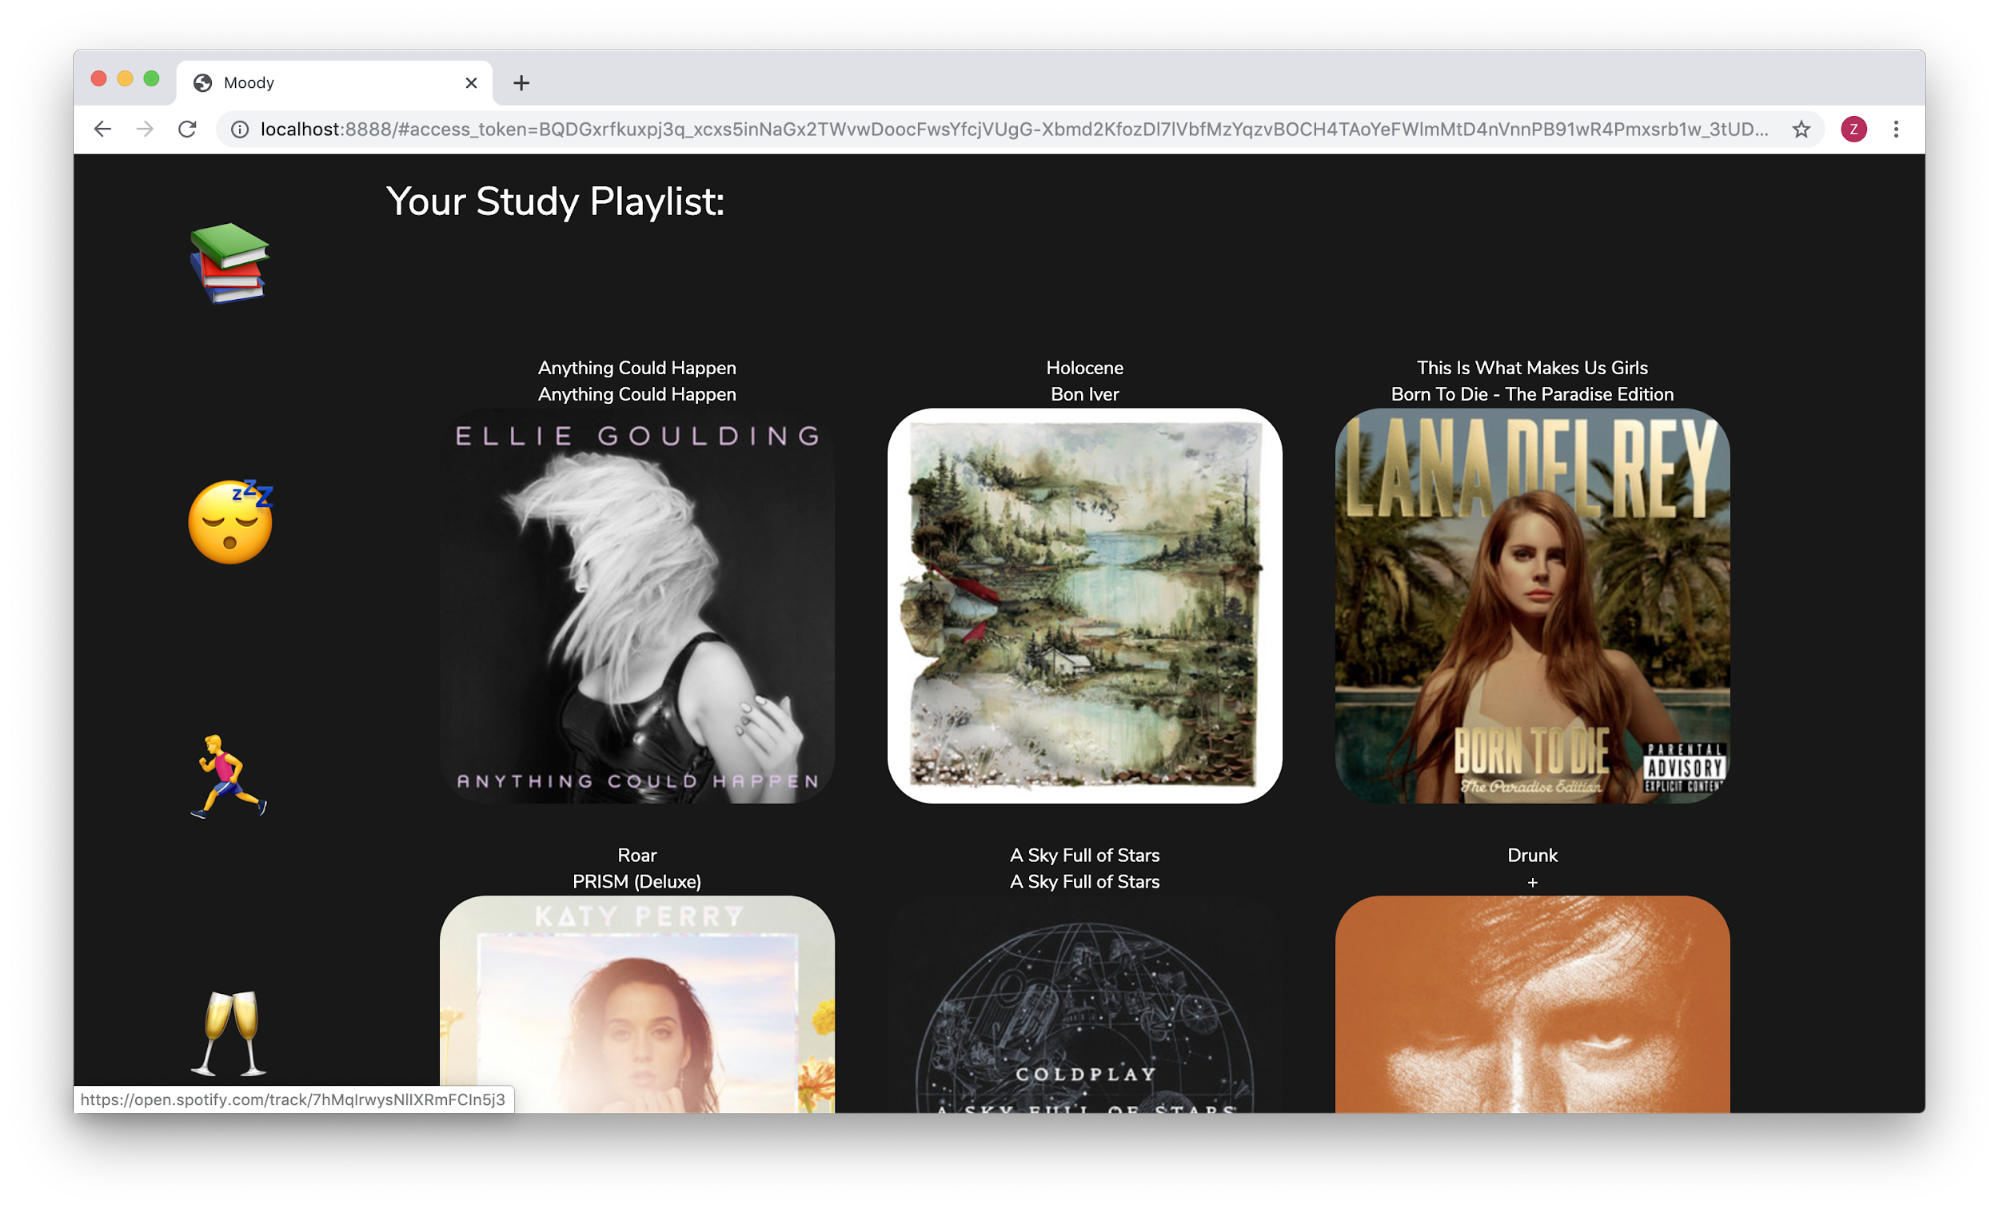 Moody
localhost:8888/#access_token=BQDGxrfkuxpj3q_xcxs5inNaGx2TWvwDoocFwsYfcjVUgG-Xbmd2KfozDl7lVbfMzYqzvBOCH4TAoYeFWlmMtD4nVnnPB91wR4Pmxsrb1w_3tUD...
Z
Your Study Playlist:
zZZ
Anything Could Happen
Anything Could Happen
ELLIE GOULDING
ANYTHING COULD HAPPEN
Holocene
Bon Iver
This Is What Makes Us Girls
Born To Die - The Paradise Edition
LANA DEL REY
BORN TO DIE
The Paradise Edition
PARENTAL
ADVISORY
EXPLICIT CONTENT
Roar
PRISM (Deluxe)
KATY PERRY
A Sky Full of Stars
A Sky Full of Stars
COLDPLAY
A SKY FULL OF STARS
Drunk
+
https://open.spotify.com/track/7hMqlrwysNllXRmFCIn5j3